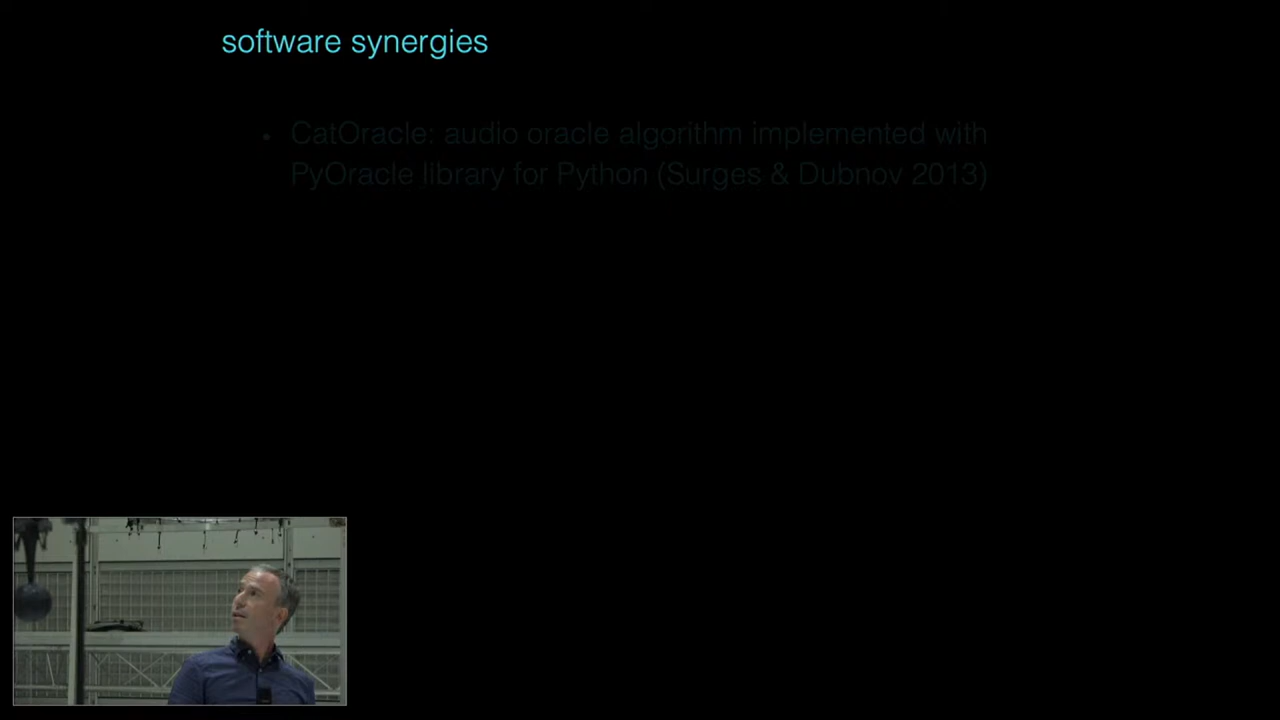 software synergies
• CatOracle: audio oracle algorithm implemented with
PyOracle library for Python (Surges & Dubnov 2013)